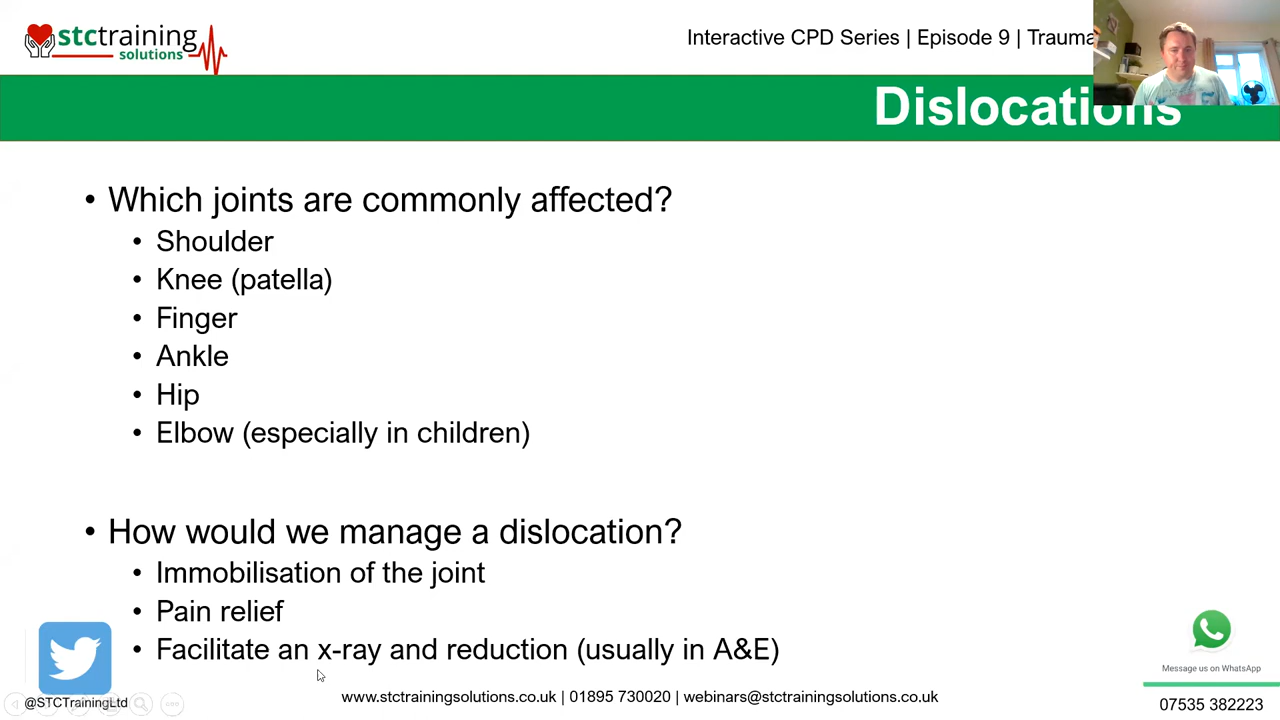 stctraining
solutions
Interactive CPD Series | Episode 9 | Trauma
Dislocations
• Which joints are commonly affected?
• Shoulder
• Knee (patella)
• Finger
• Ankle
• Hip
• Elbow (especially in children)
• How would we manage a dislocation?
• Immobilisation of the joint
• Pain relief
• Facilitate an x-ray and reduction (usually in A&E)
Message us on WhatsApp
@STCTrainingLtd
www.stctrainingsolutions.co.uk | 01895 730020 | webinars@stctrainingsolutions.co.uk
07535 382223